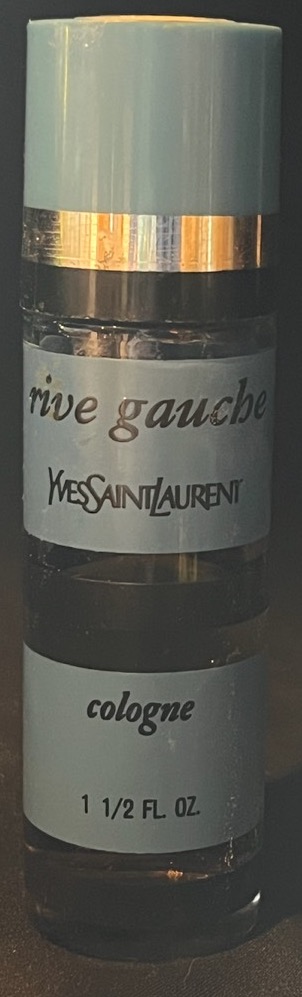 rive gauche
YVESSAINTLAURENT
cologne
1 1/2 FL. OZ.